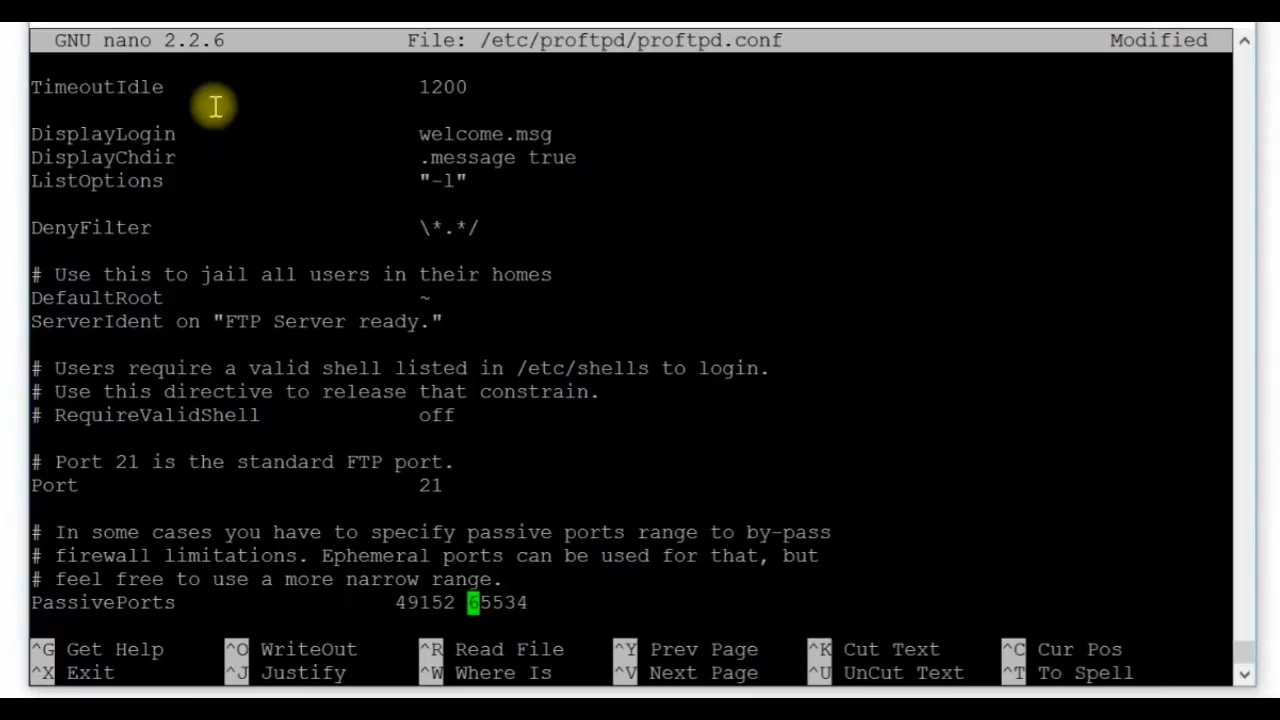 GNU nano 2.2.6 File: /etc/proftpd/proftpd.conf Modified
TimeoutIdle 1200
DisplayLogin welcome.msg
DisplayChdir .message true
ListOptions "-l"
DenyFilter \*.*/
# Use this to jail all users in their homes
DefaultRoot ~
ServerIdent on "FTP Server ready."
# Users require a valid shell listed in /etc/shells to login.
# Use this directive to release that constrain.
# RequireValidShell off
# Port 21 is the standard FTP port.
Port 21
# In some cases you have to specify passive ports range to by-pass
# firewall limitations. Ephemeral ports can be used for that, but
# feel free to use a more narrow range.
PassivePorts 49152 65534
^G Get Help ^O WriteOut ^R Read File ^Y Prev Page ^K Cut Text ^C Cur Pos
^X Exit ^J Justify ^W Where Is ^V Next Page ^U UnCut Text ^T To Spell